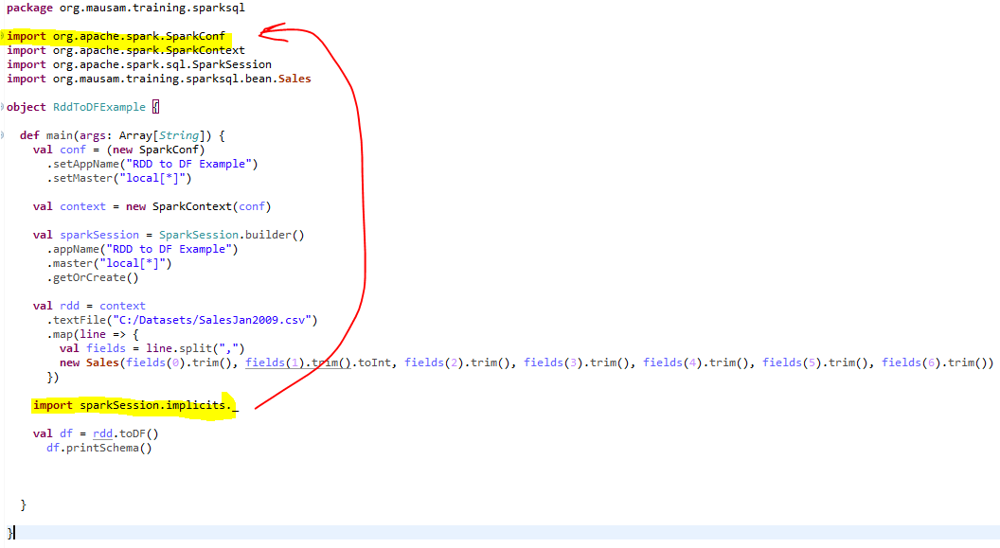 package org.mausam.training.sparksql
import org.apache.spark.SparkConf
import org.apache.spark.SparkContext
import org.apache.spark.sql.SparkSession
import org.mausam.training.sparksql.bean.Sales
object RddToDFExample {
def main(args: Array[String]) {
val conf = (new SparkConf)
.setAppName("RDD to DF Example")
.setMaster("local[*]")
val context = new SparkContext(conf)
val sparkSession = SparkSession.builder()
.appName("RDD to DF Example")
.master("local[*]")
.getOrCreate()
val rdd = context
.textFile("C:/Datasets/SalesJan2009.csv")
.map(line => {
val fields = line.split(",")
new Sales(fields(0).trim(), fields(1).trim().toInt, fields(2).trim(), fields(3).trim(), fields(4).trim(), fields(5).trim(), fields(6).trim())
})
import sparkSession.implicits._
val df = rdd.toDF()
df.printSchema()
}
}